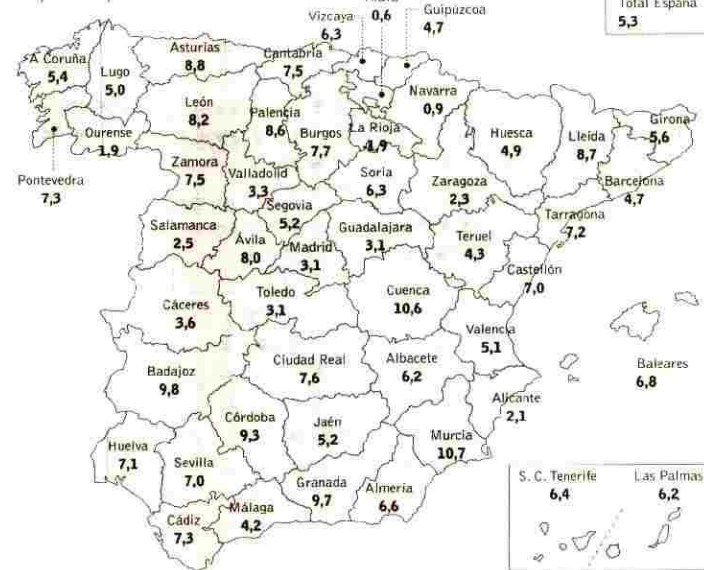 Total España
5,3
0,6
Vizcaya
6,3
Guipúzcoa
4,7
A Coruña
5,4
Lugo
5,0
Asturias
8,8
Cantabria
7,5
Navarra
0,9
León
8,2
Palencia
8,6
Burgos
7,7
La Rioja
Ourense
1,9
Pontevedra
7,3
Huesca
4,9
Lleida
8,7
Girona
5,6
Barcelona
4,7
Zamora
7,5
Valladolid
3,3
Soria
6,3
Zaragoza
2,3
Tarragona
7,2
Segovia
5,2
Salamanca
2,5
Ávila
8,0
Madrid
3,1
Guadalajara
3,1
Teruel
4,3
Castellón
7,0
Cáceres
3,6
Toledo
3,1
Cuenca
10,6
Valencia
5,1
Baleares
6,8
Badajoz
9,8
Ciudad Real
7,6
Albacete
6,2
Alicante
2,1
Córdoba
9,3
Jaén
5,2
Murcia
10,7
Huelva
7,1
Sevilla
7,0
Granada
9,7
Almería
6,6
Cádiz
7,3
Málaga
4,2
S. C. Tenerife
6,4
Las Palmas
6,2